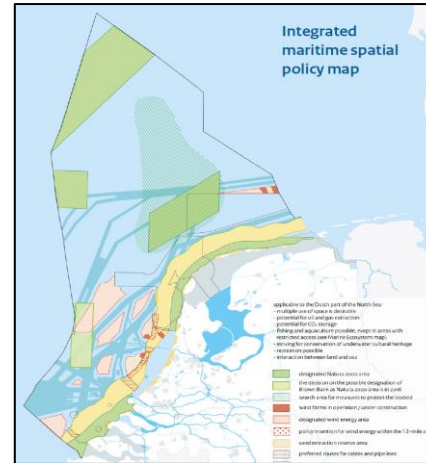 Integrated
maritime spatial
policy map
applicable to the Dutch part of the North Sea:
- multiple use of space is desirable
- potential for oil and gas extraction
- potential for CO₂ storage
- fishing and aquaculture possible, exept in areas with
restricted access (see Marine Ecosystem map)
- striving for conservation of underwater cultural heritage
- recreation possible
- interaction between land and sea
designated Natura 2000 area
the decision on the possible designation of
Brown Bank as Natura 2000 area is in 2016
search area for measures to protect the seabed
wind farms in operation / under construction
designated wind energy area
policy intention for wind energy within the 12-mile
sand extraction reserve area
preferred routes for cables and pipelines